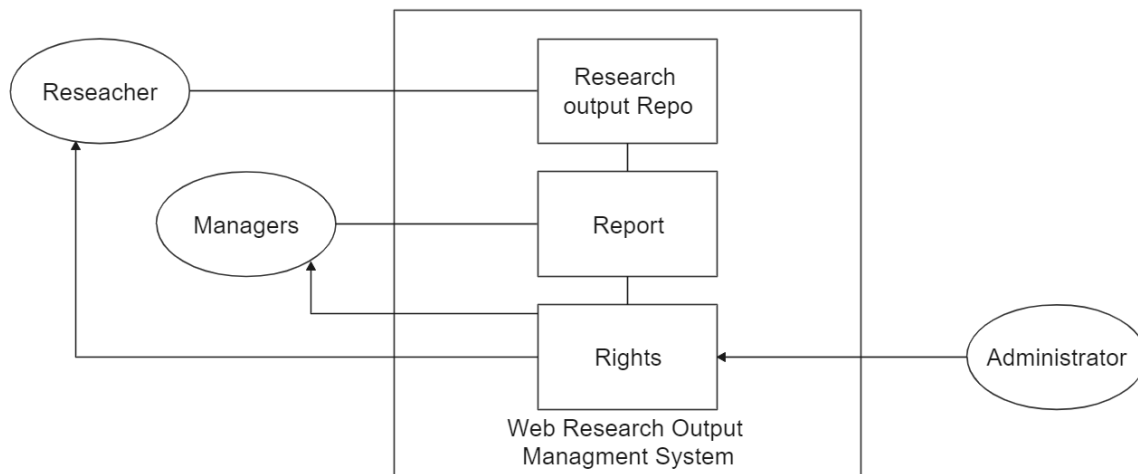 Research
output Repo
Reseacher
Managers
Report
Rights
Administrator
Web Research Output
Managment System